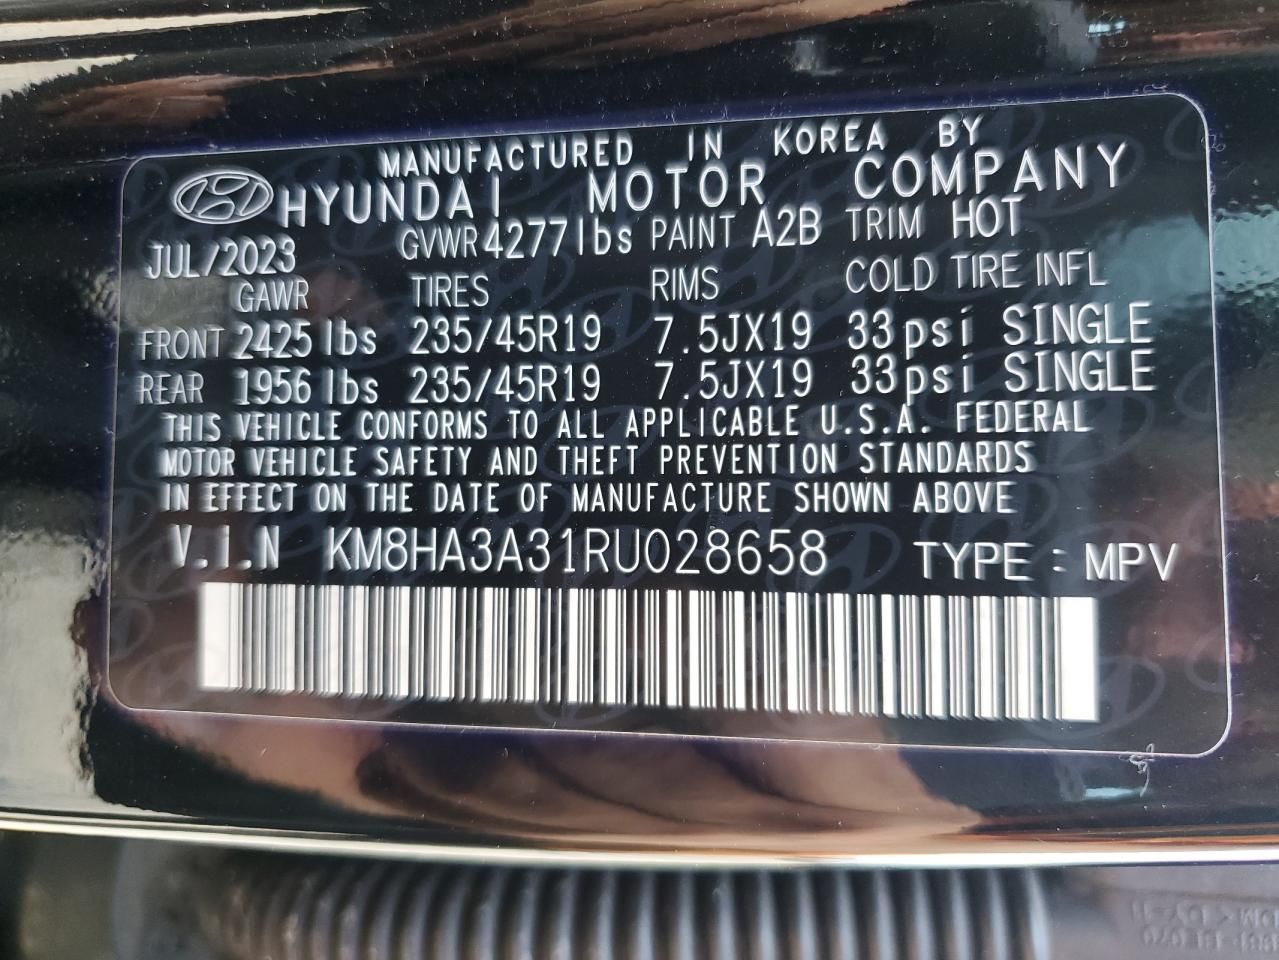 MANUFACTURED IN KOREA BY
HYUNDAI MOTOR COMPANY
JUL/2023 GVWR 4277lbs PAINT A2B TRIM HOT
GAWR TIRES RIMS COLD TIRE INFL
FRONT 2425lbs 235/45R19 7.5JX19 33psi SINGLE
REAR 1956lbs 235/45R19 7.5JX19 33psi SINGLE
THIS VEHICLE CONFORMS TO ALL APPLICABLE U.S.A. FEDERAL
MOTOR VEHICLE SAFETY AND THEFT PREVENTION STANDARDS
IN EFFECT ON THE DATE OF MANUFACTURE SHOWN ABOVE
V.I.N KM8HA3A31RU028658 TYPE : MPV